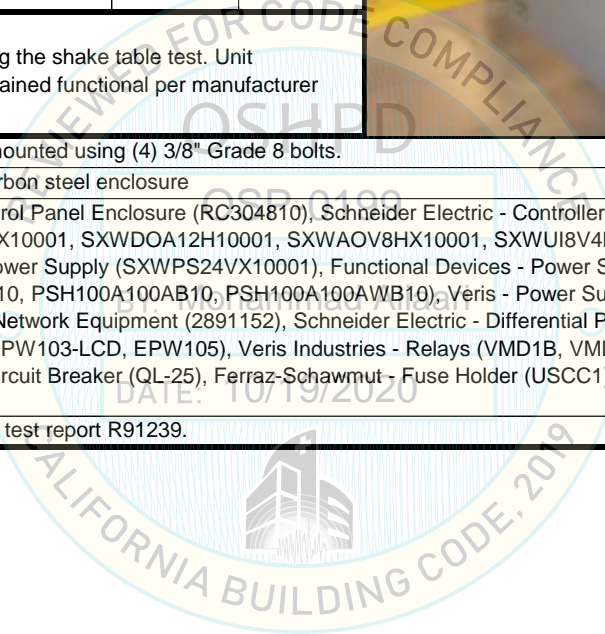 g the shake table test. Unit
ained functional per manufacturer
ounted using (4) 3/8" Grade 8 bolts.
rbon steel enclosure
rol Panel Enclosure (RC304810), Schneider Electric - Controller
X10001, SXWDOA12H10001, SXWAOV8HX10001, SXWUI8V4
ower Supply (SXWPS24VX10001), Functional Devices - Power S
10, PSH100A100AB10, PSH100A100AWB10), Veris - Power Su
Network Equipment (2891152), Schneider Electric - Differential P
PW103-LCD, EPW105), Veris Industries - Relays (VMD1B, VM
ircuit Breaker (QL-25), Ferraz-Schawmut - Fuse Holder (USCC1)
test report R91239.
REVIEWED FOR CODE COMPLIANCE
OSHPD
OSP-0199
BY: Mohammad Aliaari
DATE: 10/19/2020
CALIFORNIA BUILDING CODE, 2019